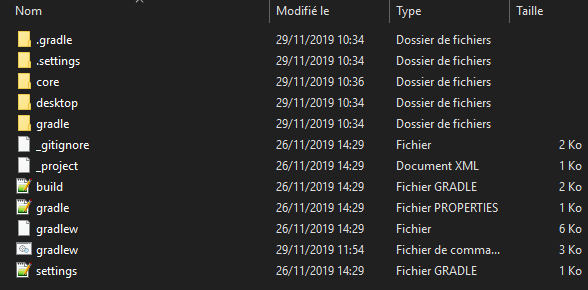 Nom Modifié le Type Taille
.gradle 29/11/2019 10:34 Dossier de fichiers
.settings 29/11/2019 10:34 Dossier de fichiers
core 29/11/2019 10:36 Dossier de fichiers
desktop 29/11/2019 10:34 Dossier de fichiers
gradle 29/11/2019 10:34 Dossier de fichiers
_gitignore 26/11/2019 14:29 Fichier 2 Ko
_project 26/11/2019 14:29 Document XML 1 Ko
build 26/11/2019 14:29 Fichier GRADLE 2 Ko
gradle 26/11/2019 14:29 Fichier PROPERTIES 1 Ko
gradlew 26/11/2019 14:29 Fichier 6 Ko
gradlew 29/11/2019 11:54 Fichier de comma... 3 Ko
settings 26/11/2019 14:29 Fichier GRADLE 1 Ko